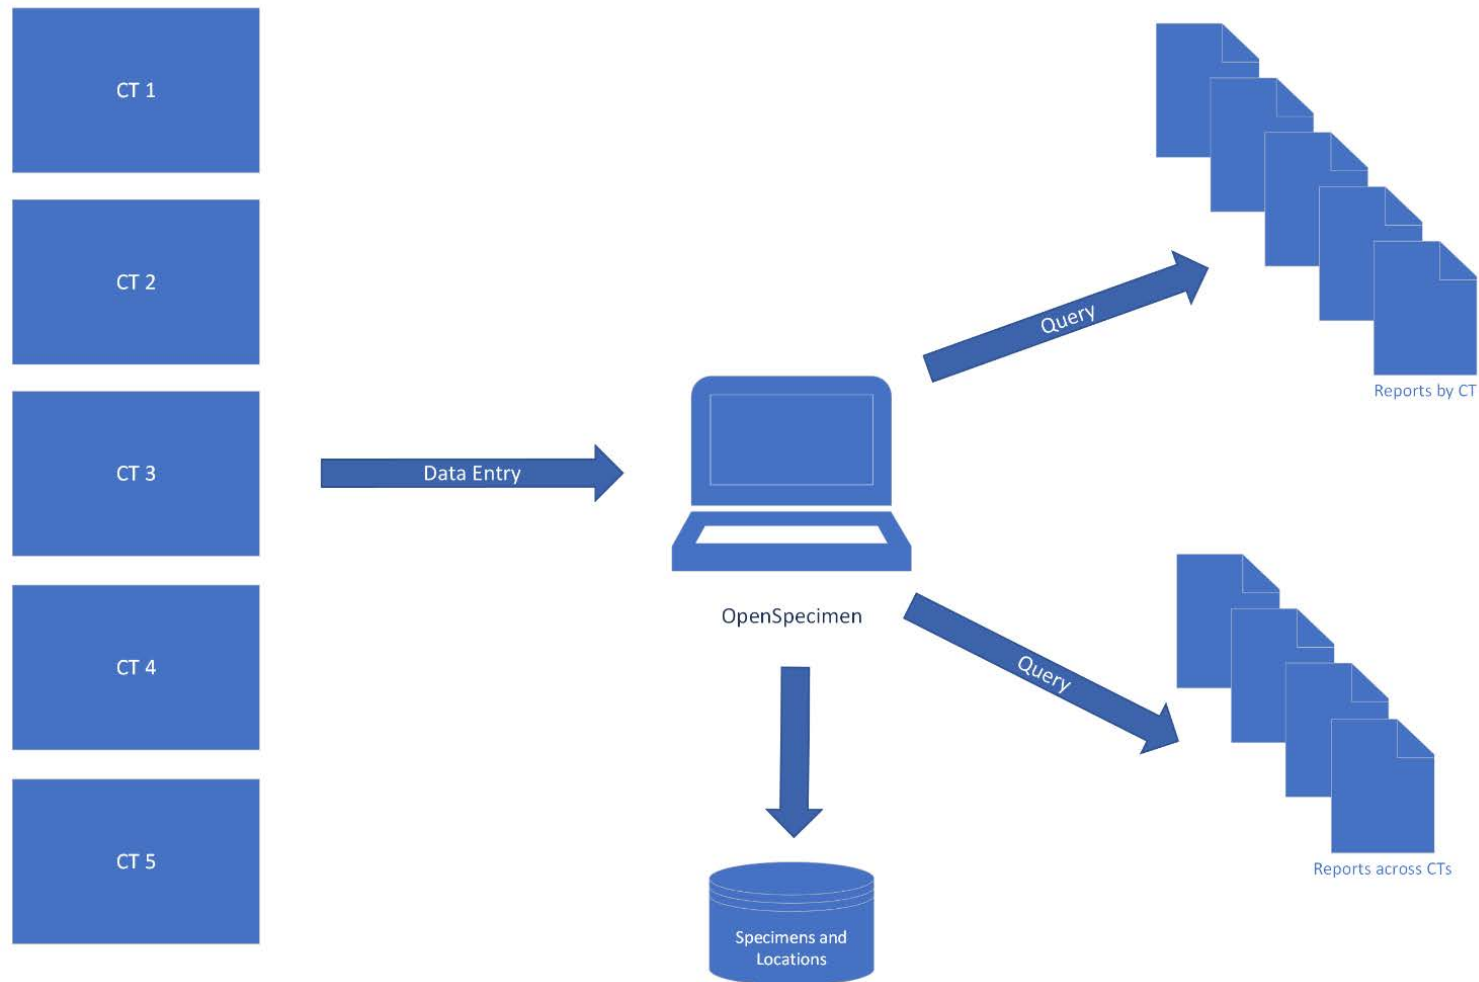 CT 1
CT 2
CT 3
CT 4
CT 5
Data Entry
OpenSpecimen
Query
Reports by CT
Query
Reports across CTs
Specimens and
Locations